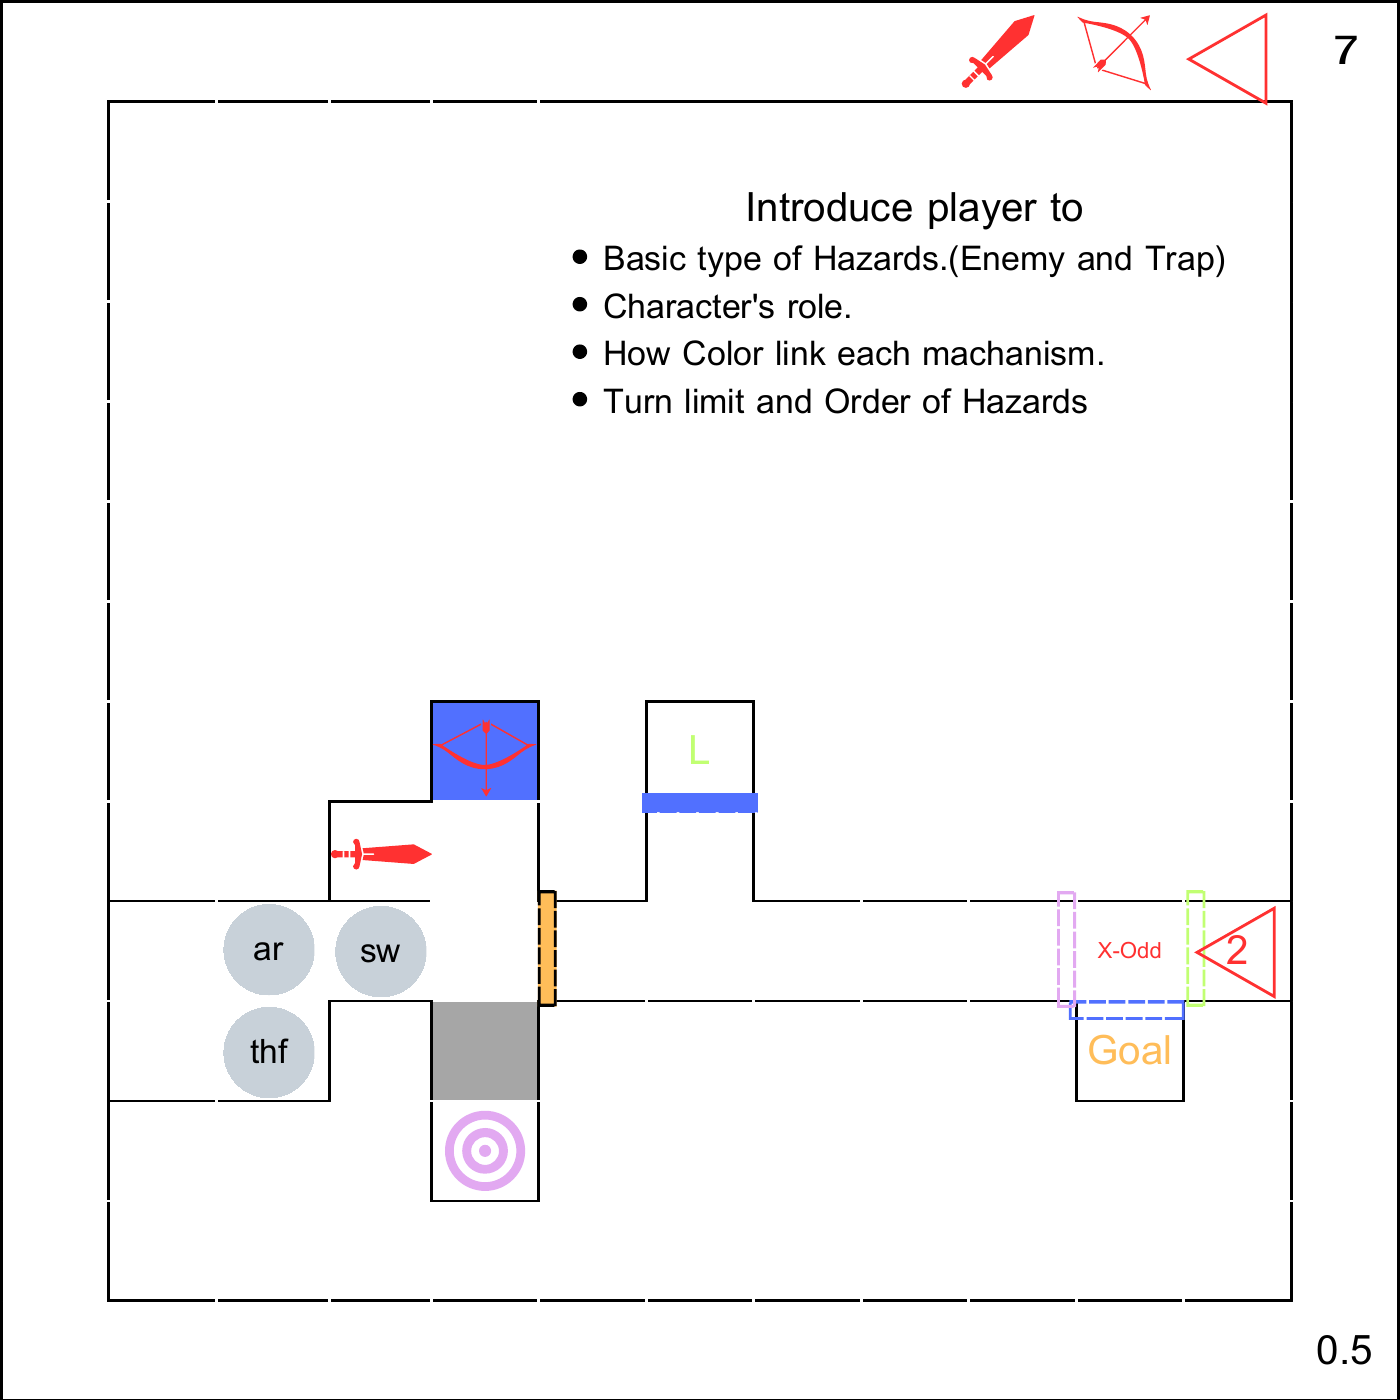 7
Introduce player to
Basic type of Hazards.(Enemy and Trap)
Character's role.
How Color link each machanism.
Turn limit and Order of Hazards
L
ar
sw
X-Odd
2
thf
Goal
0.5